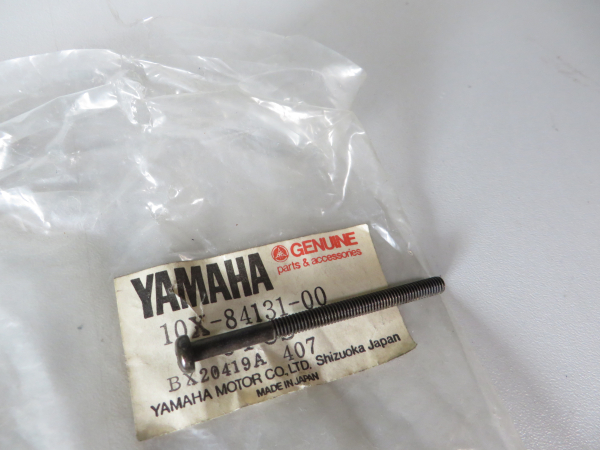 YAMAHA GENUINE
parts & accessories
10X-84131-00
BX20419A 407
YAMAHA MOTOR CO., LTD. Shizuoka Japan
MADE IN JAPAN